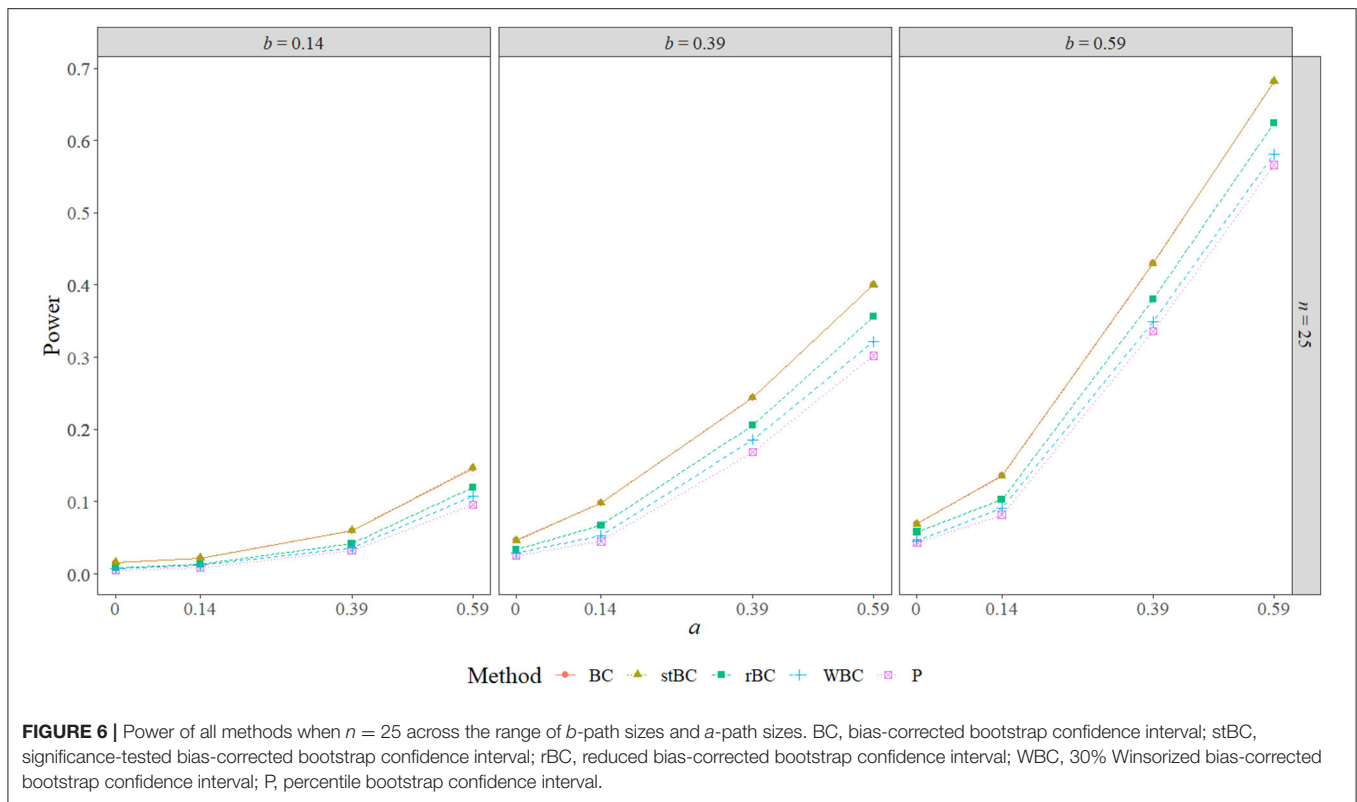 b = 0.14
b = 0.39
b = 0.59
0.7
0.6
0.5
0.4
0.3
0.2
0.1
0.0
Power
n = 25
0 0.14 0.39 0.59
0 0.14 0.39 0.59
0 0.14 0.39 0.59
a
Method BC stBC rBC WBC P
FIGURE 6 | Power of all methods when n = 25 across the range of b-path sizes and a-path sizes. BC, bias-corrected bootstrap confidence interval; stBC,
significance-tested bias-corrected bootstrap confidence interval; rBC, reduced bias-corrected bootstrap confidence interval; WBC, 30% Winsorized bias-corrected
bootstrap confidence interval; P, percentile bootstrap confidence interval.